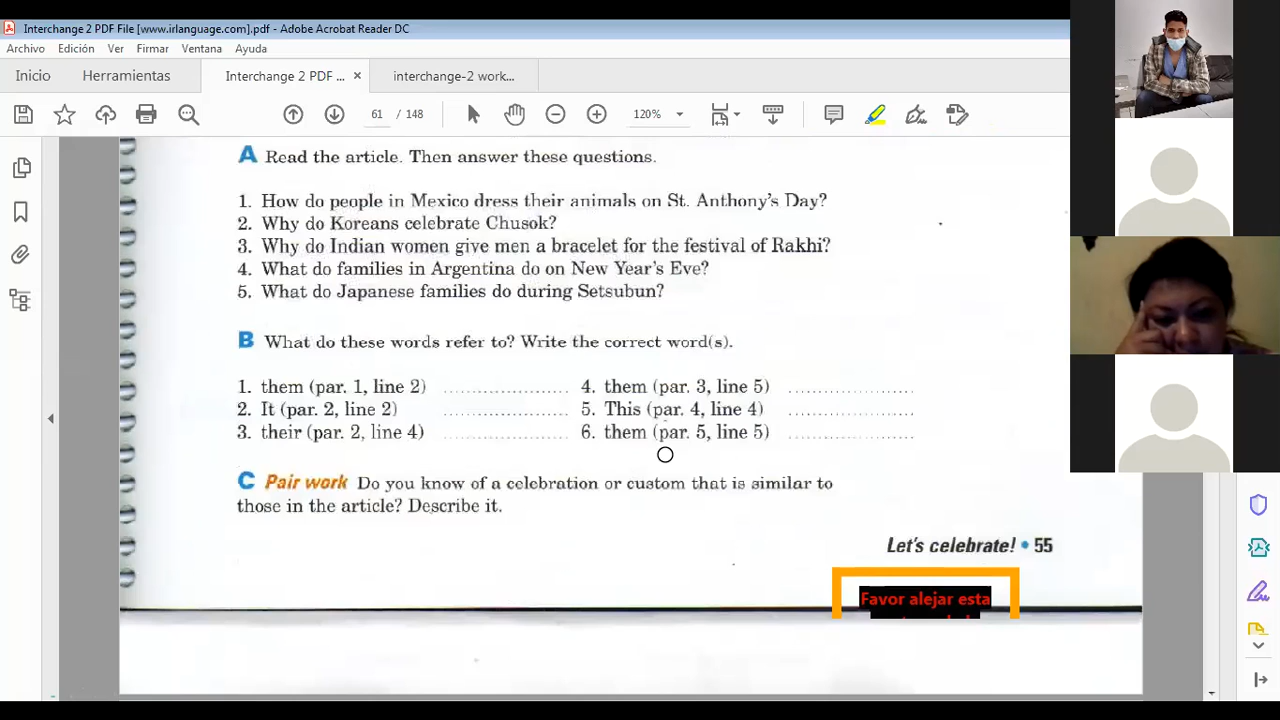 Interchange 2 PDF File [www.irlanguage.com].pdf - Adobe Acrobat Reader DC
Archivo Edición Ver Firmar Ventana Ayuda
Inicio Herramientas Interchange 2 PDF ... × interchange-2 work...
61 / 148 120%
A Read the article. Then answer these questions.
1. How do people in Mexico dress their animals on St. Anthony's Day?
2. Why do Koreans celebrate Chusok?
3. Why do Indian women give men a bracelet for the festival of Rakhi?
4. What do families in Argentina do on New Year's Eve?
5. What do Japanese families do during Setsubun?
B What do these words refer to? Write the correct word(s).
1. them (par. 1, line 2) ...................... 4. them (par. 3, line 5) ......................
2. It (par. 2, line 2) ...................... 5. This (par. 4, line 4) ......................
3. their (par. 2, line 4) ...................... 6. them (par. 5, line 5) ......................
C Pair work Do you know of a celebration or custom that is similar to
those in the article? Describe it.
Let's celebrate! • 55
Favor alejar esta